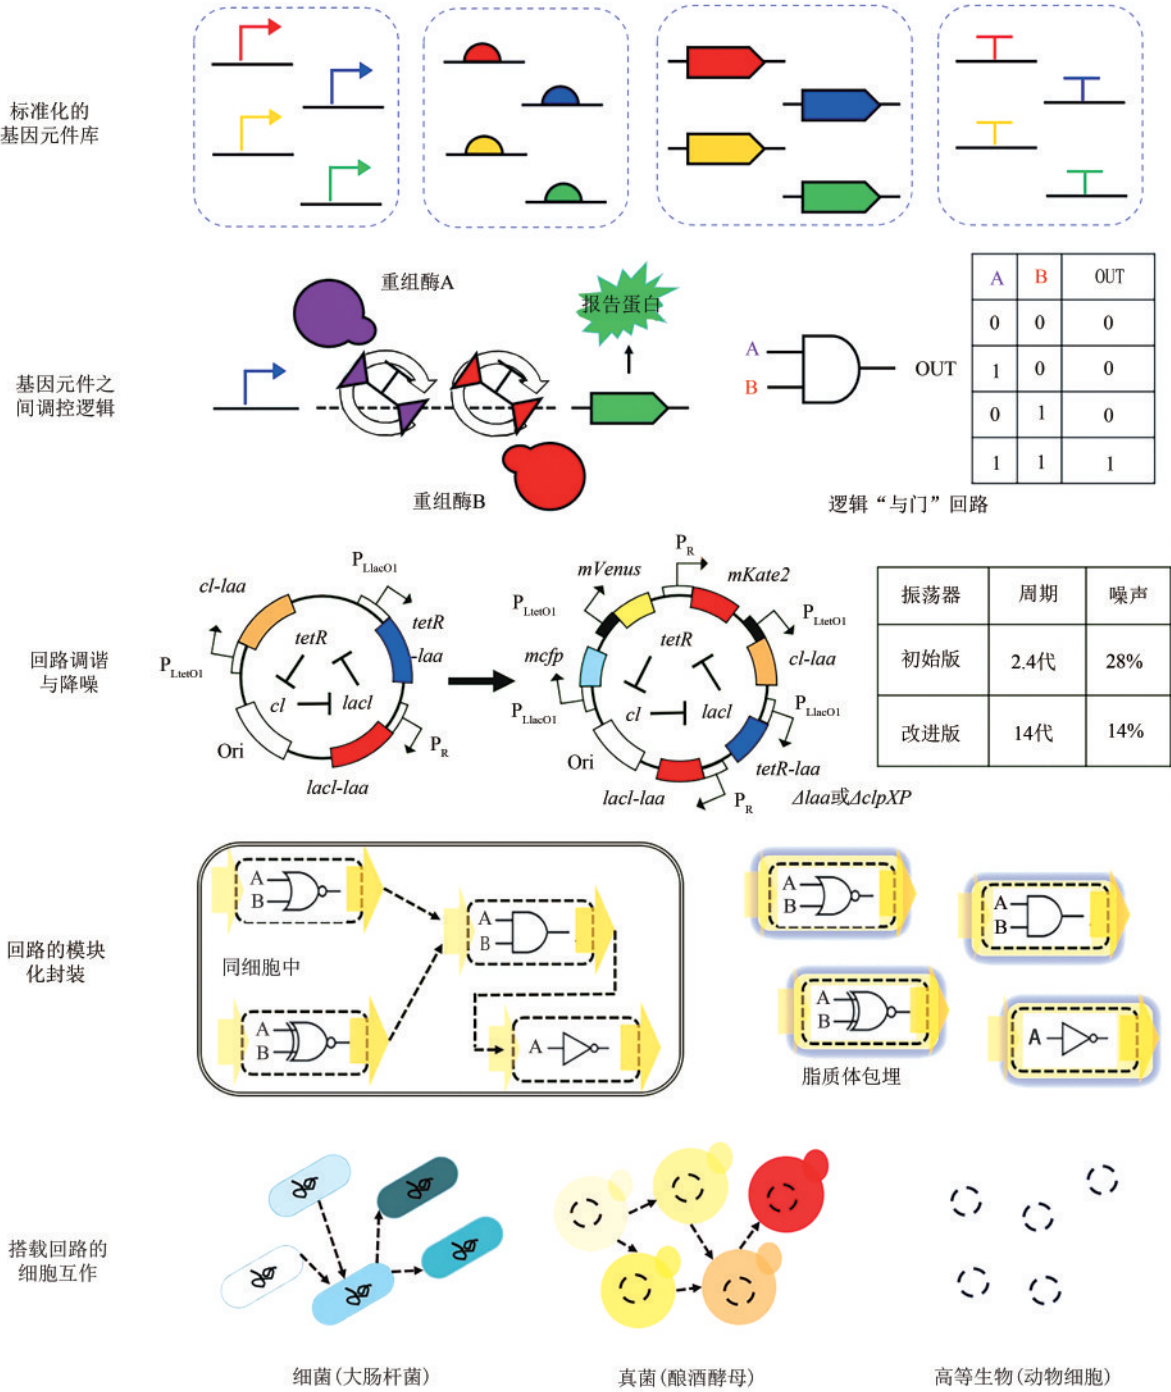 标准化的
基因元件库
重组酶A
报告蛋白
基因元件之
间调控逻辑
重组酶B
A
B
OUT
A B OUT
0 0 0
1 0 0
0 1 0
1 1 1
逻辑“与门”回路
回路调谐
与降噪
cI-laa
PLlacO1
tetR
-laa
PLtetO1
tetR
cI
lacI
Ori
PR
lacI-laa
PR
mVenus
mKate2
PLtetO1
PLtetO1
mcfp
tetR
cI-laa
PLlacO1
cI
lacI
PLlacO1
Ori
tetR-laa
lacI-laa
PR
Δlaa或ΔclpXP
振荡器 周期 噪声
初始版 2.4代 28%
改进版 14代 14%
回路的模块
化封装
A
B
A
B
同细胞中
A
B
A
A
B
A
B
A
B
A
脂质体包埋
搭载回路的
细胞互作
细菌(大肠杆菌)
真菌(酿酒酵母)
高等生物(动物细胞)